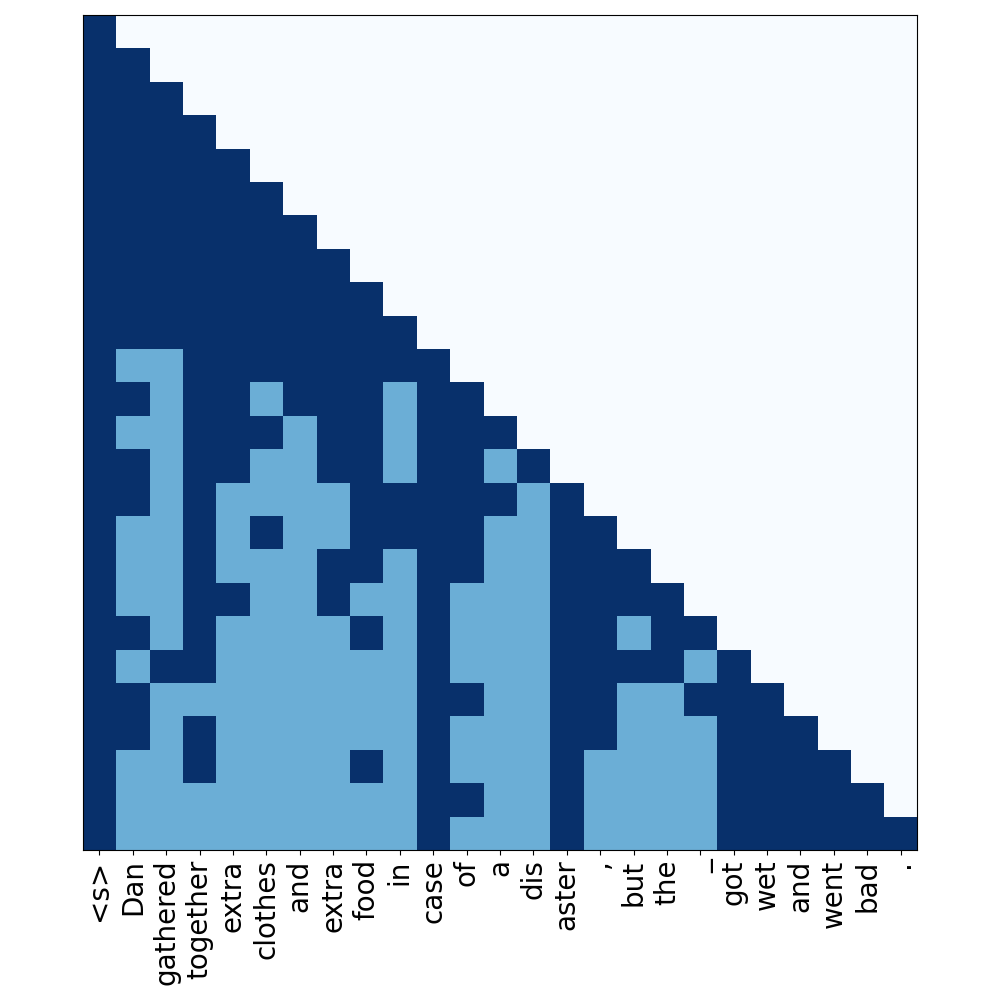 <s>
Dan
gathered
together
extra
clothes
and
extra
food
in
case
of
a
dis
aster
,
but
the
_
got
wet
and
went
bad
.